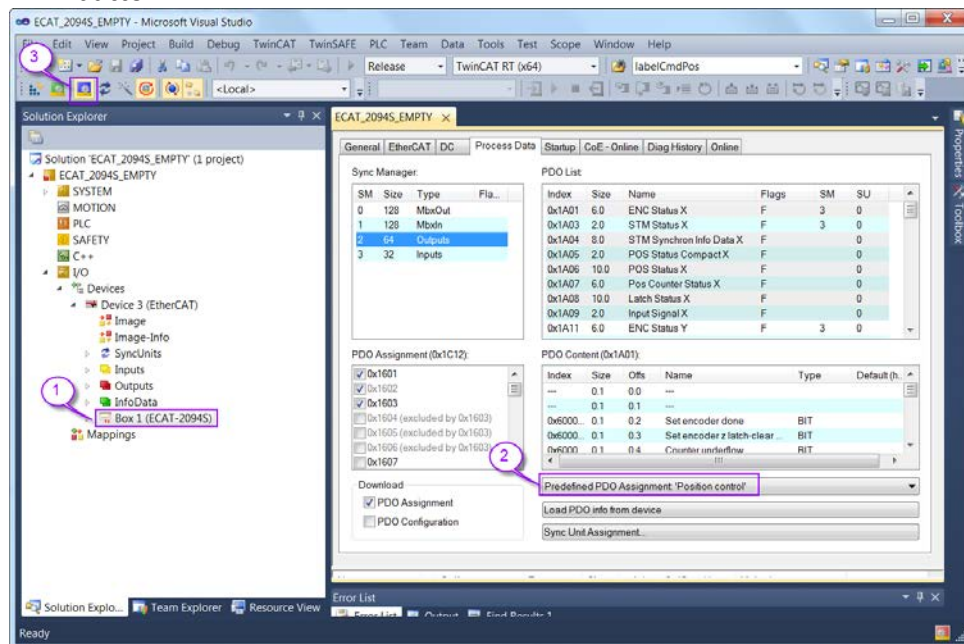 ECAT_2094S_EMPTY - Microsoft Visual Studio
Edit View Project Build Debug TwinCAT TwinSAFE PLC Team Data Tools Test Scope Window Help
3
Release TwinCAT RT (x64) labelCmdPos
<Local>
Solution Explorer
Solution 'ECAT_2094S_EMPTY' (1 project)
ECAT_2094S_EMPTY
SYSTEM
MOTION
PLC
SAFETY
C++
I/O
Devices
Device 3 (EtherCAT)
Image
Image-Info
SyncUnits
Inputs
Outputs
InfoData
1
Box 1 (ECAT-2094S)
Mappings
Solution Explo... Team Explorer Resource View
ECAT_2094S_EMPTY
General EtherCAT DC Process Data Startup CoE - Online Diag History Online
Sync Manager:
SM Size Type Fla...
0 128 MbxOut
1 128 MbxIn
2 64 Outputs
3 32 Inputs
PDO List:
Index Size Name Flags SM SU
0x1A01 6.0 ENC Status X F 3 0
0x1A03 2.0 STM Status X F 3 0
0x1A04 8.0 STM Synchron Info Data X F 0
0x1A05 2.0 POS Status Compact X F 0
0x1A06 10.0 POS Status X F 0
0x1A07 6.0 Pos Counter Status X F 0
0x1A08 10.0 Latch Status X F 0
0x1A09 2.0 Input Signal X F 0
0x1A11 6.0 ENC Status Y F 3 0
PDO Assignment (0x1C12):
0x1601
0x1602
0x1603
0x1604 (excluded by 0x1603)
0x1605 (excluded by 0x1603)
0x1606 (excluded by 0x1603)
0x1607
PDO Content (0x1A01):
Index Size Offs Name Type Default (h...
--- 0.1 0.0 ---
--- 0.1 0.1 ---
0x6000... 0.1 0.2 Set encoder done BIT
0x6000... 0.1 0.3 Set encoder z latch-clear ... BIT
0x6000... 0.1 0.4 Counter underflow BIT
2
Download
PDO Assignment
PDO Configuration
Predefined PDO Assignment: 'Position control'
Load PDO info from device
Sync Unit Assignment...
Error List
Error List Output Find Results 1
Properties
Toolbox
Ready